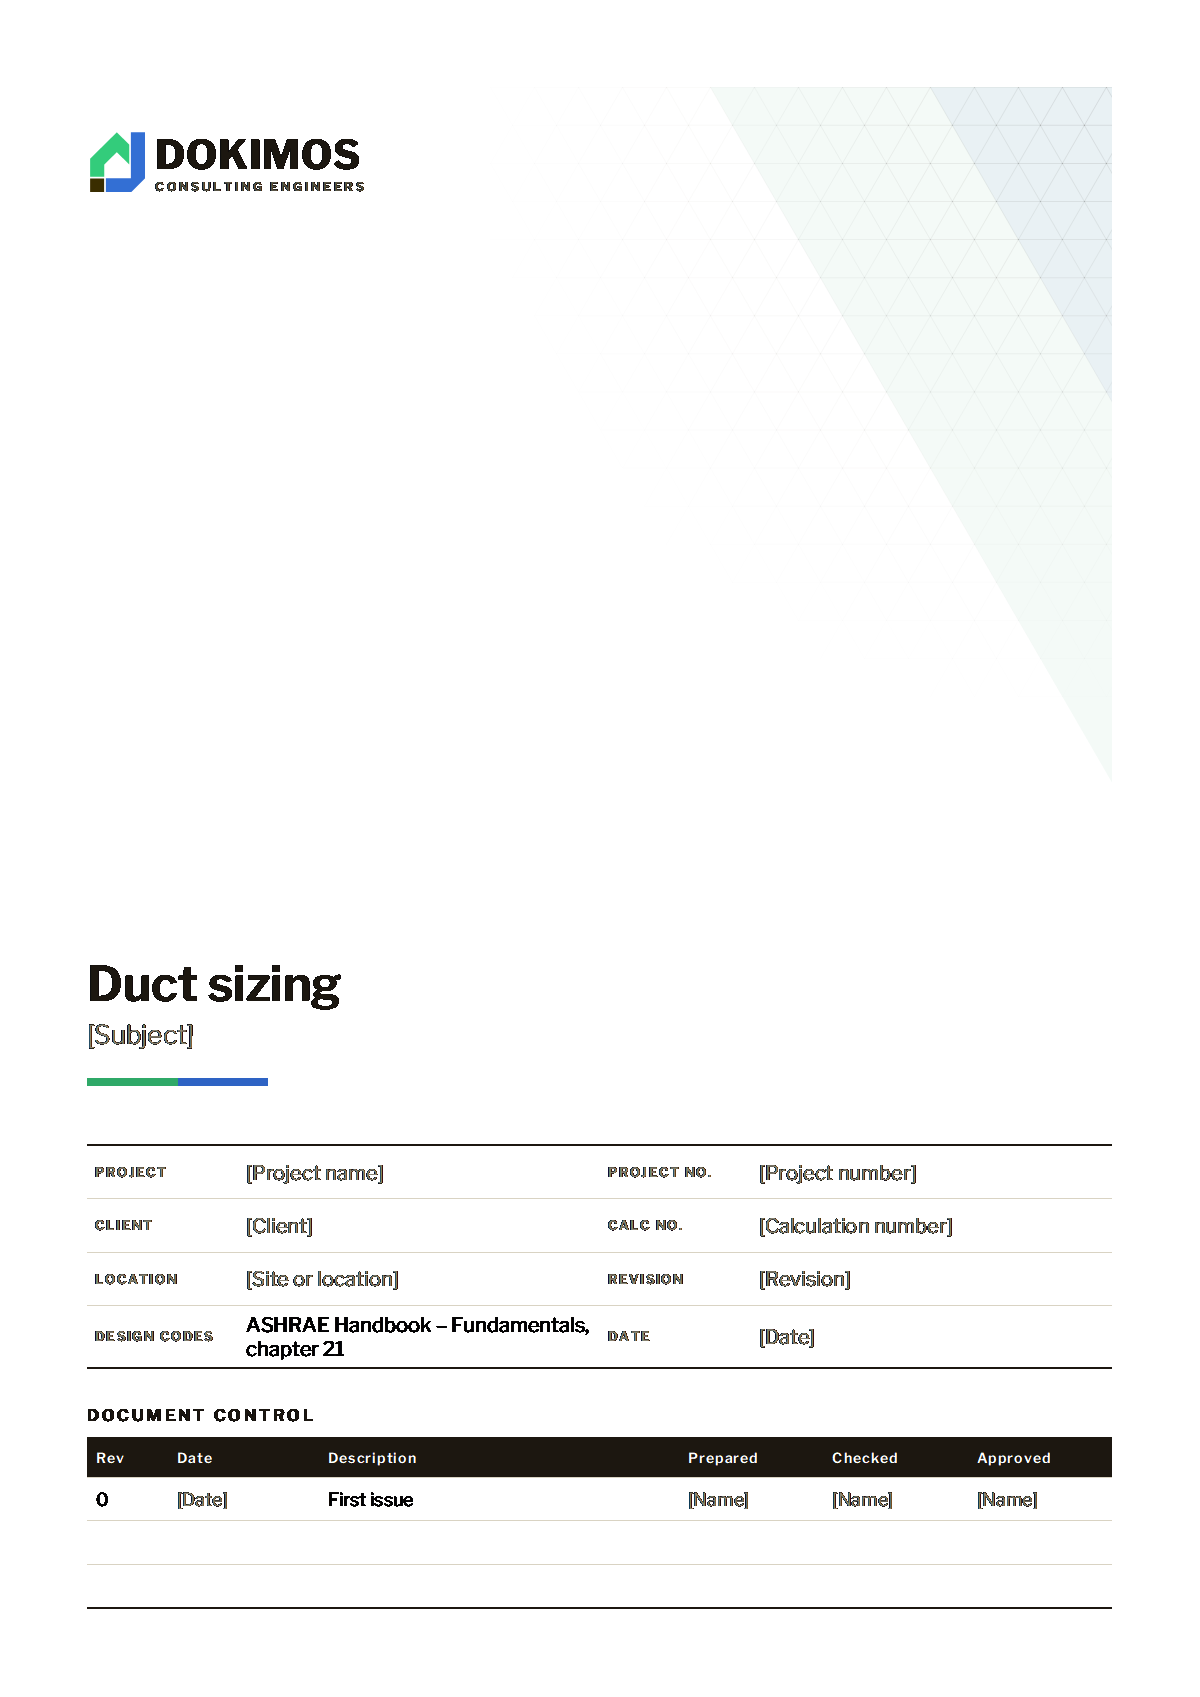 DOKIMOS
CONSULTING ENGINEERS
Duct sizing
[Subject]
PROJECT [Project name] PROJECT NO. [Project number]
CLIENT [Client] CALC NO. [Calculation number]
LOCATION [Site or location] REVISION [Revision]
DESIGN CODES ASHRAE Handbook – Fundamentals, chapter 21 DATE [Date]
DOCUMENT CONTROL
Rev Date Description Prepared Checked Approved
0 [Date] First issue [Name] [Name] [Name]